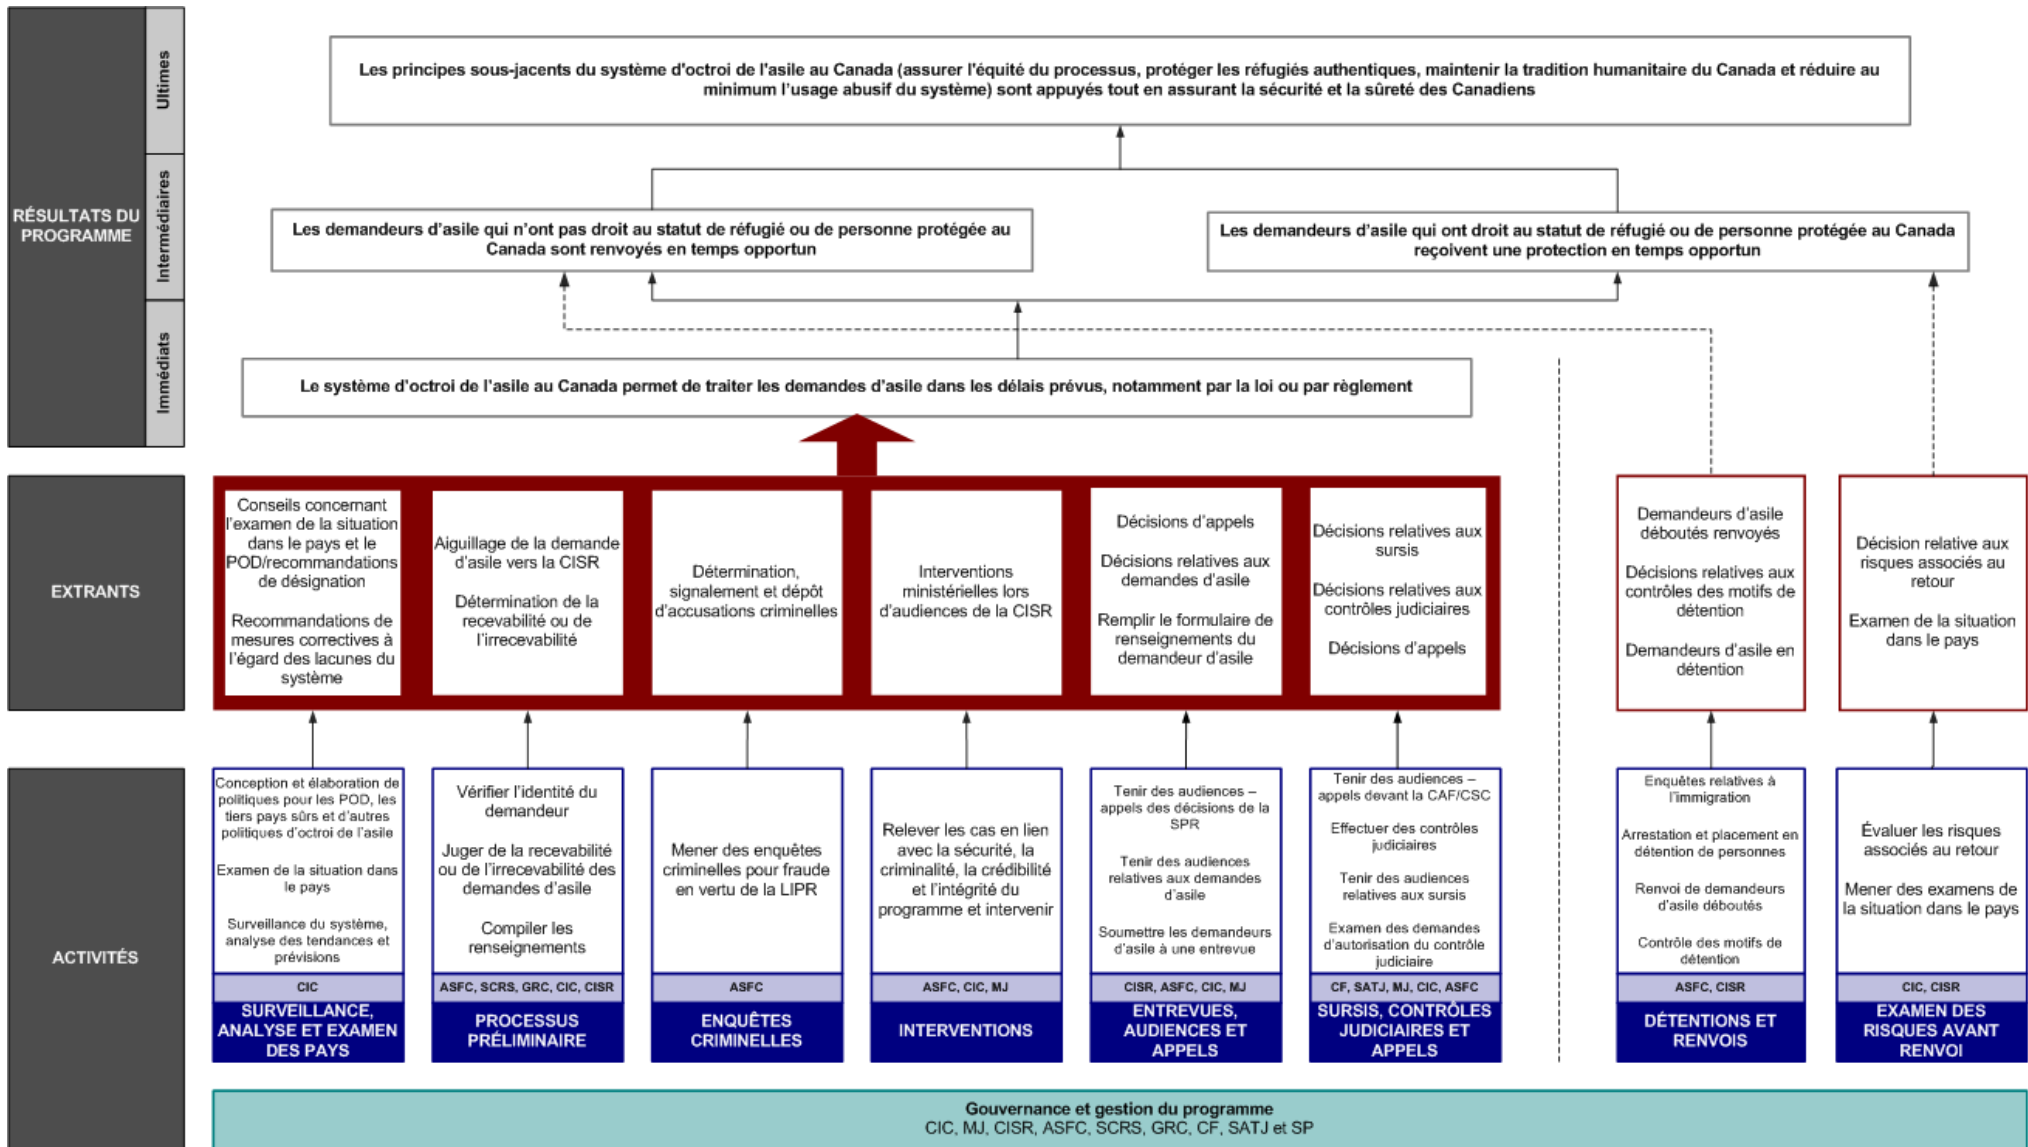 RÉSULTATS DU
PROGRAMME
Ultimes
Intermédiaires
Immédiats
Les principes sous-jacents du système d'octroi de l'asile au Canada (assurer l'équité du processus, protéger les réfugiés authentiques, maintenir la tradition humanitaire du Canada et réduire au
minimum l'usage abusif du système) sont appuyés tout en assurant la sécurité et la sûreté des Canadiens
Les demandeurs d'asile qui n'ont pas droit au statut de réfugié ou de personne protégée au
Canada sont renvoyés en temps opportun
Les demandeurs d'asile qui ont droit au statut de réfugié ou de personne protégée au Canada
reçoivent une protection en temps opportun
Le système d'octroi de l'asile au Canada permet de traiter les demandes d'asile dans les délais prévus, notamment par la loi ou par règlement
EXTRANTS
Conseils concernant
l'examen de la situation
dans le pays et le
POD/recommandations
de désignation
Recommandations de
mesures correctives à
l'égard des lacunes du
système
Aiguillage de la demande
d'asile vers la CISR
Détermination de la
recevabilité ou de
l'irrecevabilité
Détermination,
signalement et dépôt
d'accusations criminelles
Interventions
ministérielles lors
d'audiences de la CISR
Décisions d'appels
Décisions relatives aux
demandes d'asile
Remplir le formulaire de
renseignements du
demandeur d'asile
Décisions relatives aux
sursis
Décisions relatives aux
contrôles judiciaires
Décisions d'appels
Demandeurs d'asile
déboutés renvoyés
Décisions relatives aux
contrôles des motifs de
détention
Demandeurs d'asile en
détention
Décision relative aux
risques associés au
retour
Examen de la situation
dans le pays
ACTIVITÉS
Conception et élaboration de
politiques pour les POD, les
tiers pays sûrs et d'autres
politiques d'octroi de l'asile
Examen de la situation dans
le pays
Surveillance du système,
analyse des tendances et
prévisions
CIC
SURVEILLANCE,
ANALYSE ET EXAMEN
DES PAYS
Vérifier l'identité du
demandeur
Juger de la recevabilité
ou de l'irrecevabilité des
demandes d'asile
Compiler les
renseignements
ASFC, SCRS, GRC, CIC, CISR
PROCESSUS
PRÉLIMINAIRE
Mener des enquêtes
criminelles pour fraude
en vertu de la LIPR
ASFC
ENQUÊTES
CRIMINELLES
Relever les cas en lien
avec la sécurité, la
criminalité, la crédibilité
et l'intégrité du
programme et intervenir
ASFC, CIC, MJ
INTERVENTIONS
Tenir des audiences –
appels des décisions de la
SPR
Tenir des audiences
relatives aux demandes
d'asile
Soumettre les demandeurs
d'asile à une entrevue
CISR, ASFC, CIC, MJ
ENTREVUES,
AUDIENCES ET
APPELS
Tenir des audiences –
appels devant la CAF/CSC
Effectuer des contrôles
judiciaires
Tenir des audiences
relatives aux sursis
Examen des demandes
d'autorisation du contrôle
judiciaire
CF, SATJ, MJ, CIC, ASFC
SURSIS, CONTRÔLES
JUDICIAIRES ET
APPELS
Enquêtes relatives à
l'immigration
Arrestation et placement en
détention de personnes
Renvoi de demandeurs
d'asile déboutés
Contrôle des motifs de
détention
ASFC, CISR
DÉTENTIONS ET
RENVOIS
Évaluer les risques
associés au retour
Mener des examens de
la situation dans le pays
CIC, CISR
EXAMEN DES
RISQUES AVANT
RENVOI
Gouvernance et gestion du programme
CIC, MJ, CISR, ASFC, SCRS, GRC, CF, SATJ et SP